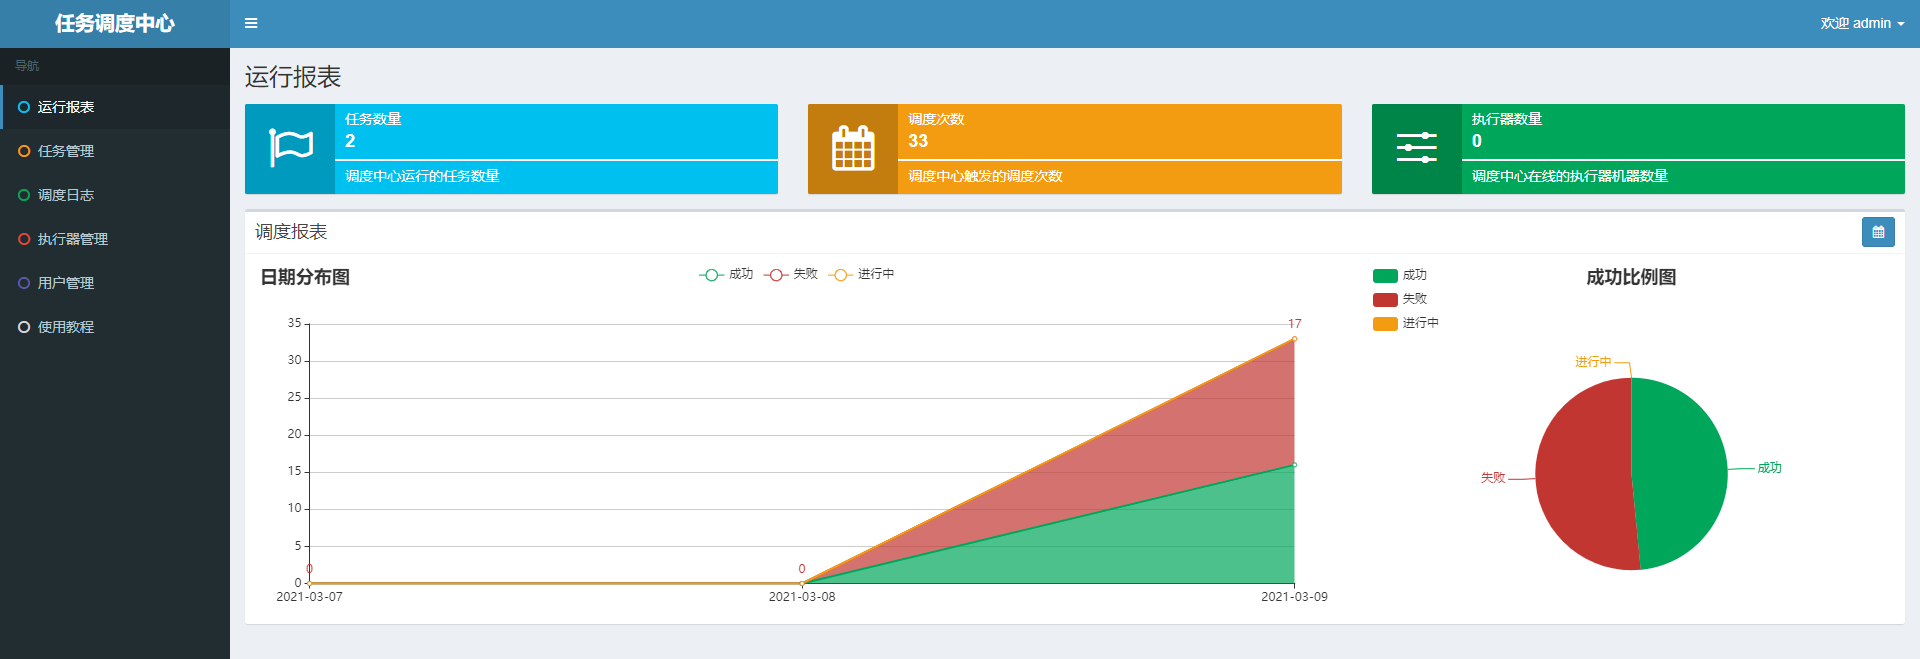 任务调度中心
欢迎 admin
导航
运行报表
任务管理
调度日志
执行器管理
用户管理
使用教程
运行报表
任务数量
2
调度中心运行的任务数量
调度次数
33
调度中心触发的调度次数
执行器数量
0
调度中心在线的执行器机器数量
调度报表
日期分布图
成功 失败 进行中
35
30
25
20
15
10
5
0
17
0
0
2021-03-07 2021-03-08 2021-03-09
成功
失败
进行中
成功比例图
进行中
失败
成功